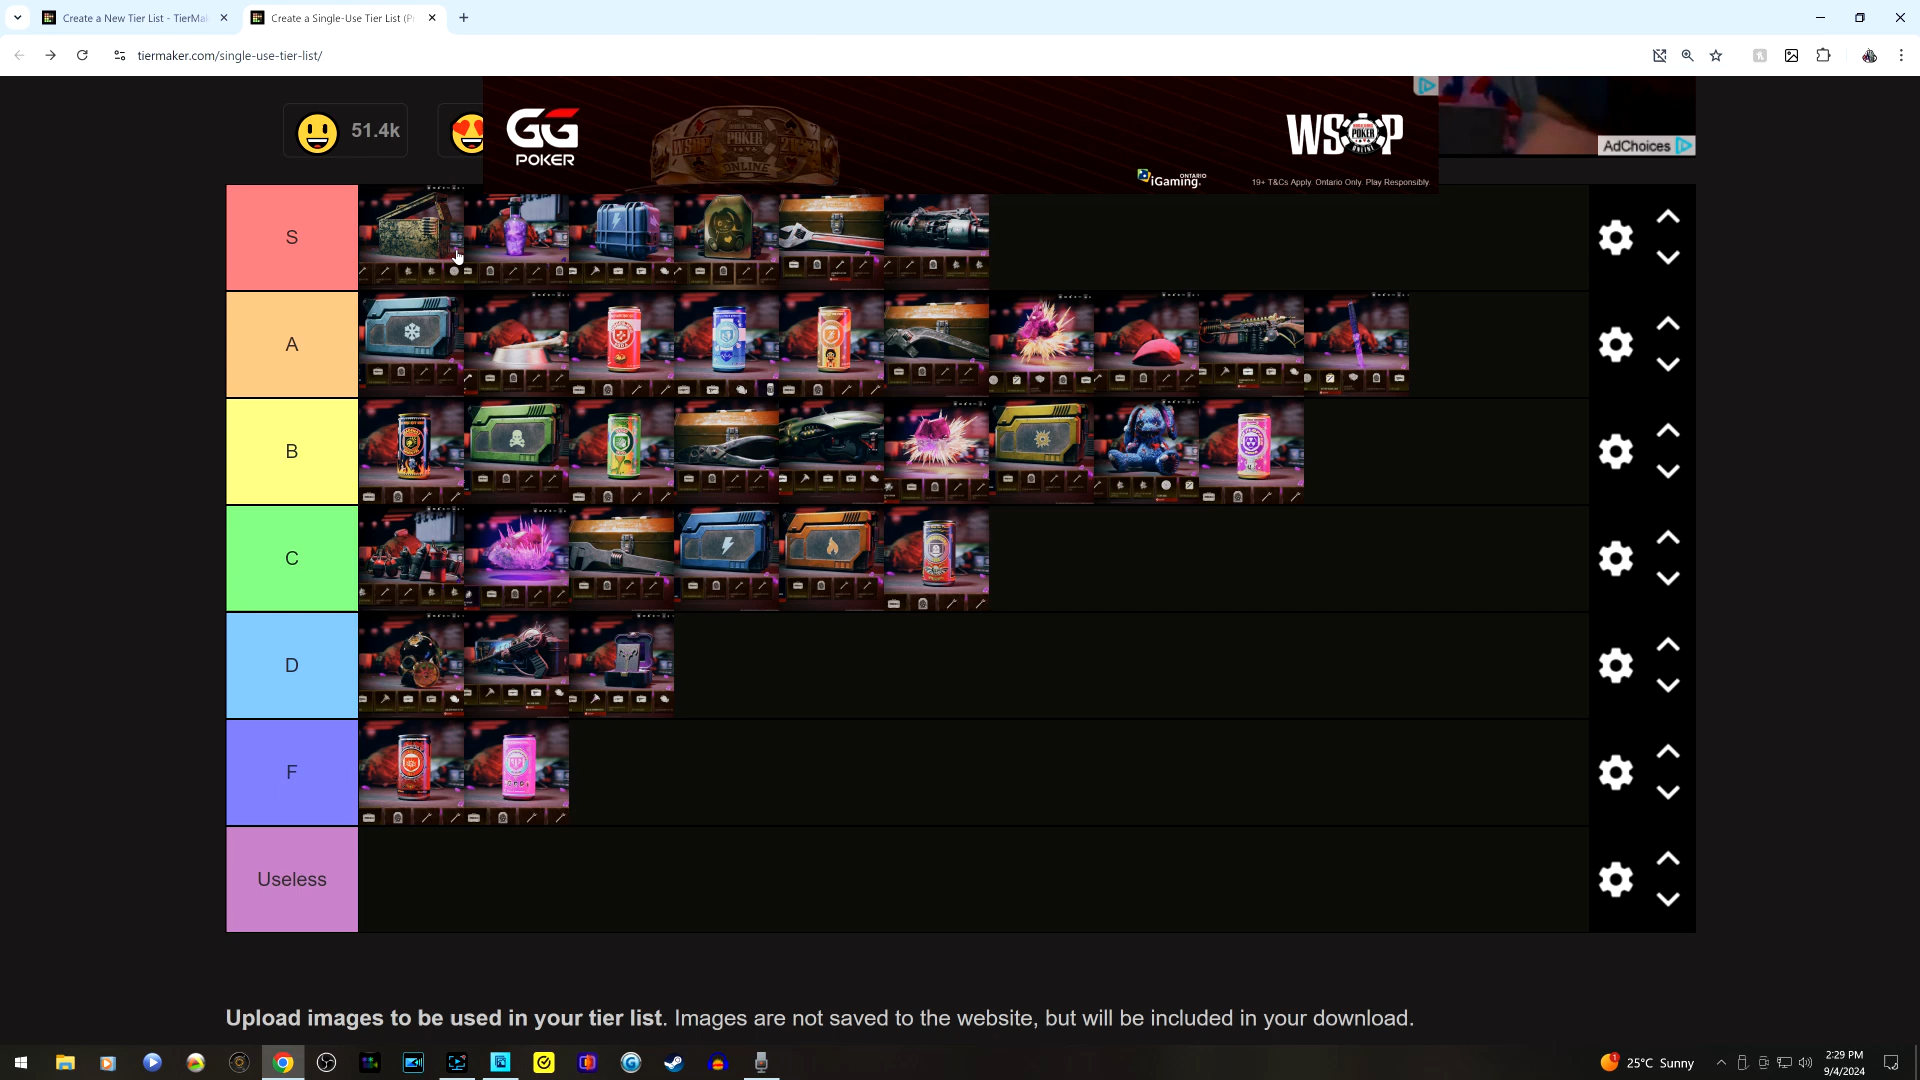 Create a New Tier List - TierMa
Create a Single-Use Tier List (P
tiermaker.com/single-use-tier-list/
51.4k
GG
POKER
WSOP
iGaming
ONTARIO
19+ T&Cs Apply. Ontario Only. Play Responsibly.
AdChoices
S
A
B
C
D
F
Useless
Upload images to be used in your tier list. Images are not saved to the website, but will be included in your download.
25°C Sunny
2:29 PM
9/4/2024